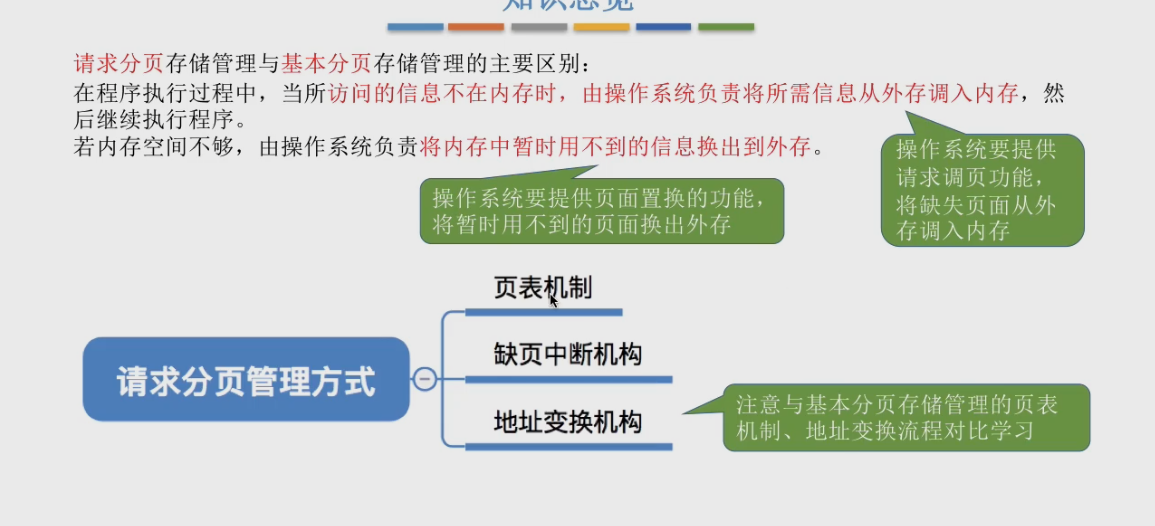 知识总览
请求分页存储管理与基本分页存储管理的主要区别：
在程序执行过程中，当所访问的信息不在内存时，由操作系统负责将所需信息从外存调入内存，然
后继续执行程序。
若内存空间不够，由操作系统负责将内存中暂时用不到的信息换出到外存。
操作系统要提供
请求调页功能，
将缺失页面从外
存调入内存
操作系统要提供页面置换的功能，
将暂时用不到的页面换出外存
页表机制
缺页中断机构
请求分页管理方式
地址变换机构
注意与基本分页存储管理的页表
机制、地址变换流程对比学习